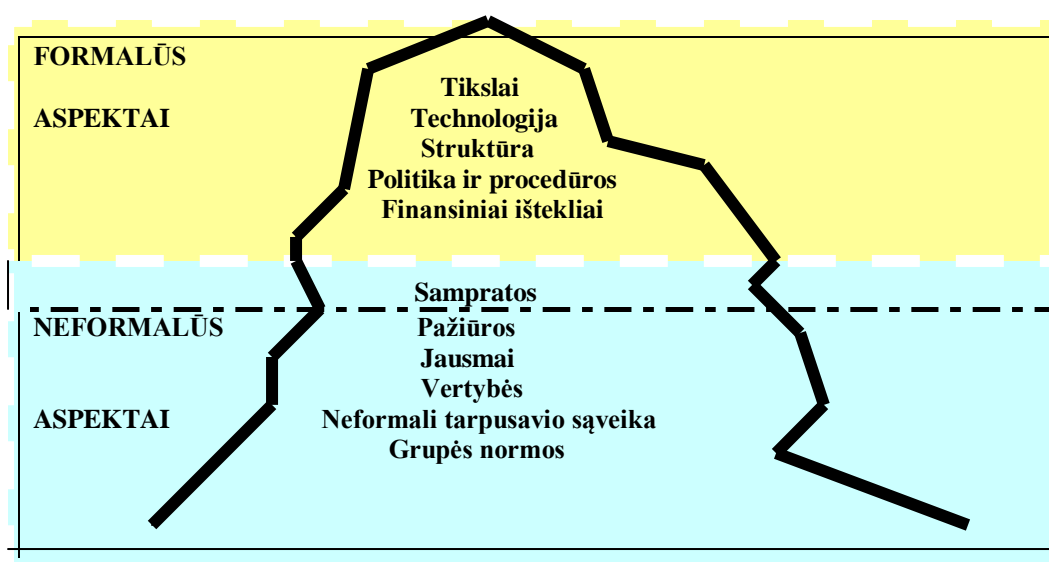 FORMALŪS
Tikslai
ASPEKTAI
Technologija
Struktūra
Politika ir procedūros
Finansiniai ištekliai
Sampratos
NEFORMALŪS
Pažiūros
Jausmai
Vertybės
ASPEKTAI
Neformali tarpusavio sąveika
Grupės normos